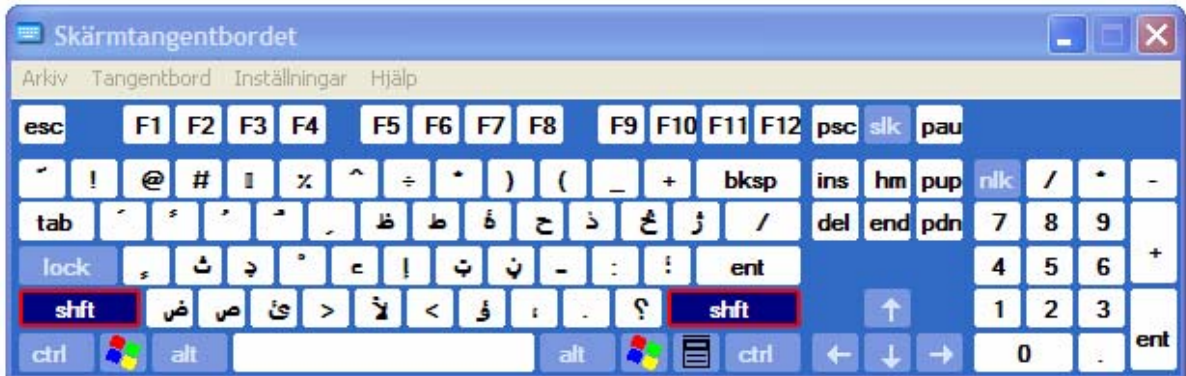 Skärmtangentbordet
Arkiv Tangentbord Inställningar Hjälp
esc F1 F2 F3 F4 F5 F6 F7 F8 F9 F10 F11 F12 psc slk pau
! @ # ٪ ^ ÷ * ) ( _ + bksp ins hm pup nlk / * -
tab ظ ط ۀ ح ذ ځ ژ / del end pdn 7 8 9 +
lock ث إ : ent 4 5 6
shft ض ص ئ > < ؤ . ؟ shft 1 2 3 ent
ctrl alt alt ctrl 0 .